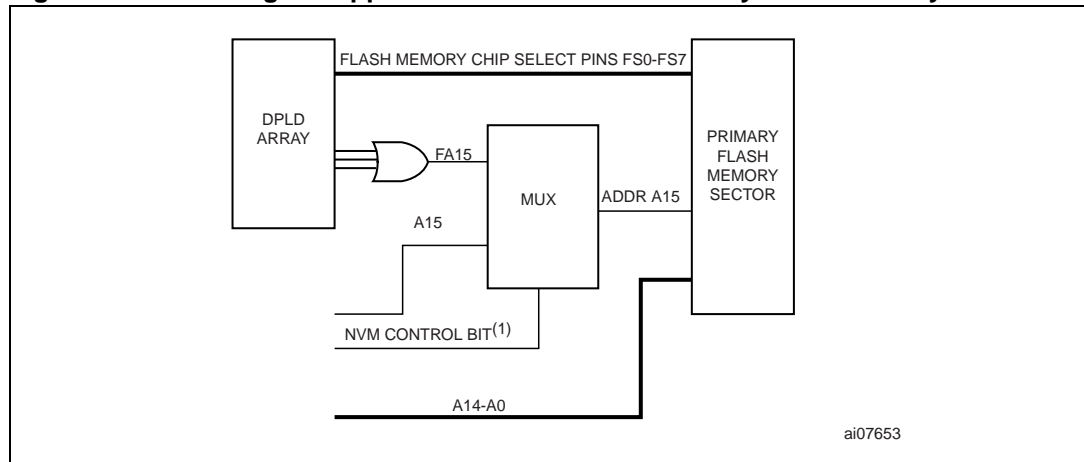 FLASH MEMORY CHIP SELECT PINS FS0-FS7
DPLD
ARRAY
FA15
MUX
ADDR A15
PRIMARY
FLASH
MEMORY
SECTOR
A15
NVM CONTROL BIT(1)
A14-A0
ai07653